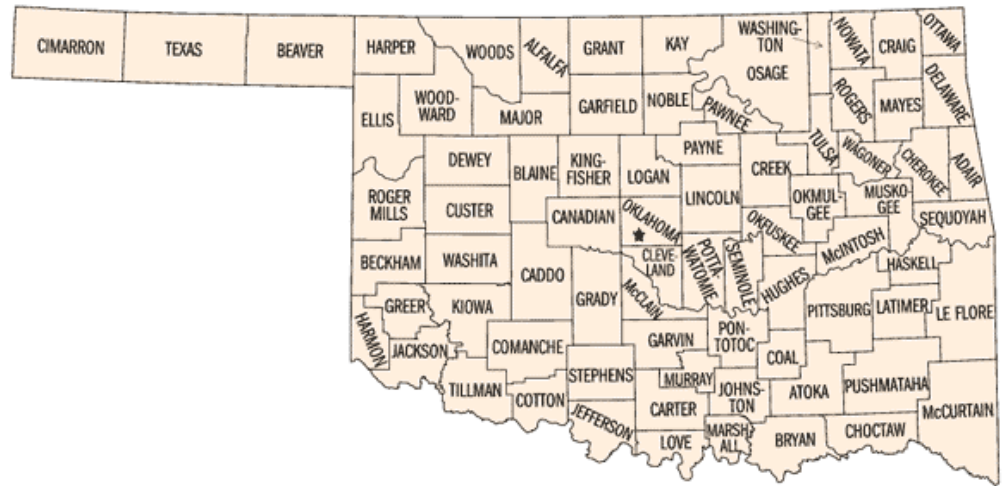 CIMARRON
TEXAS
BEAVER
HARPER
WOODS
ALFALFA
GRANT
KAY
WASHING-
TON
OSAGE
NOWATA
CRAIG
OTTAWA
ELLIS
WOOD-
WARD
MAJOR
GARFIELD
NOBLE
PAWNEE
ROGERS
MAYES
DELAWARE
DEWEY
BLAINE
KING-
FISHER
LOGAN
PAYNE
CREEK
TULSA
WAGONER
CHEROKEE
ADAIR
ROGER
MILLS
CUSTER
CANADIAN
OKLAHOMA
LINCOLN
OKFUSKEE
OKMUL-
GEE
MUSKO-
GEE
SEQUOYAH
BECKHAM
WASHITA
CADDO
GRADY
CLEVE-
LAND
McCLAIN
POTTA-
WATOMIE
SEMINOLE
HUGHES
McINTOSH
HASKELL
GREER
KIOWA
HARMON
JACKSON
COMANCHE
GARVIN
PON-
TOTOC
PITTSBURG
LATIMER
LE FLORE
COAL
TILLMAN
COTTON
STEPHENS
MURRAY
JOHNS-
TON
ATOKA
PUSHMATAHA
McCURTAIN
JEFFERSON
CARTER
LOVE
MARSH-
ALL
BRYAN
CHOCTAW